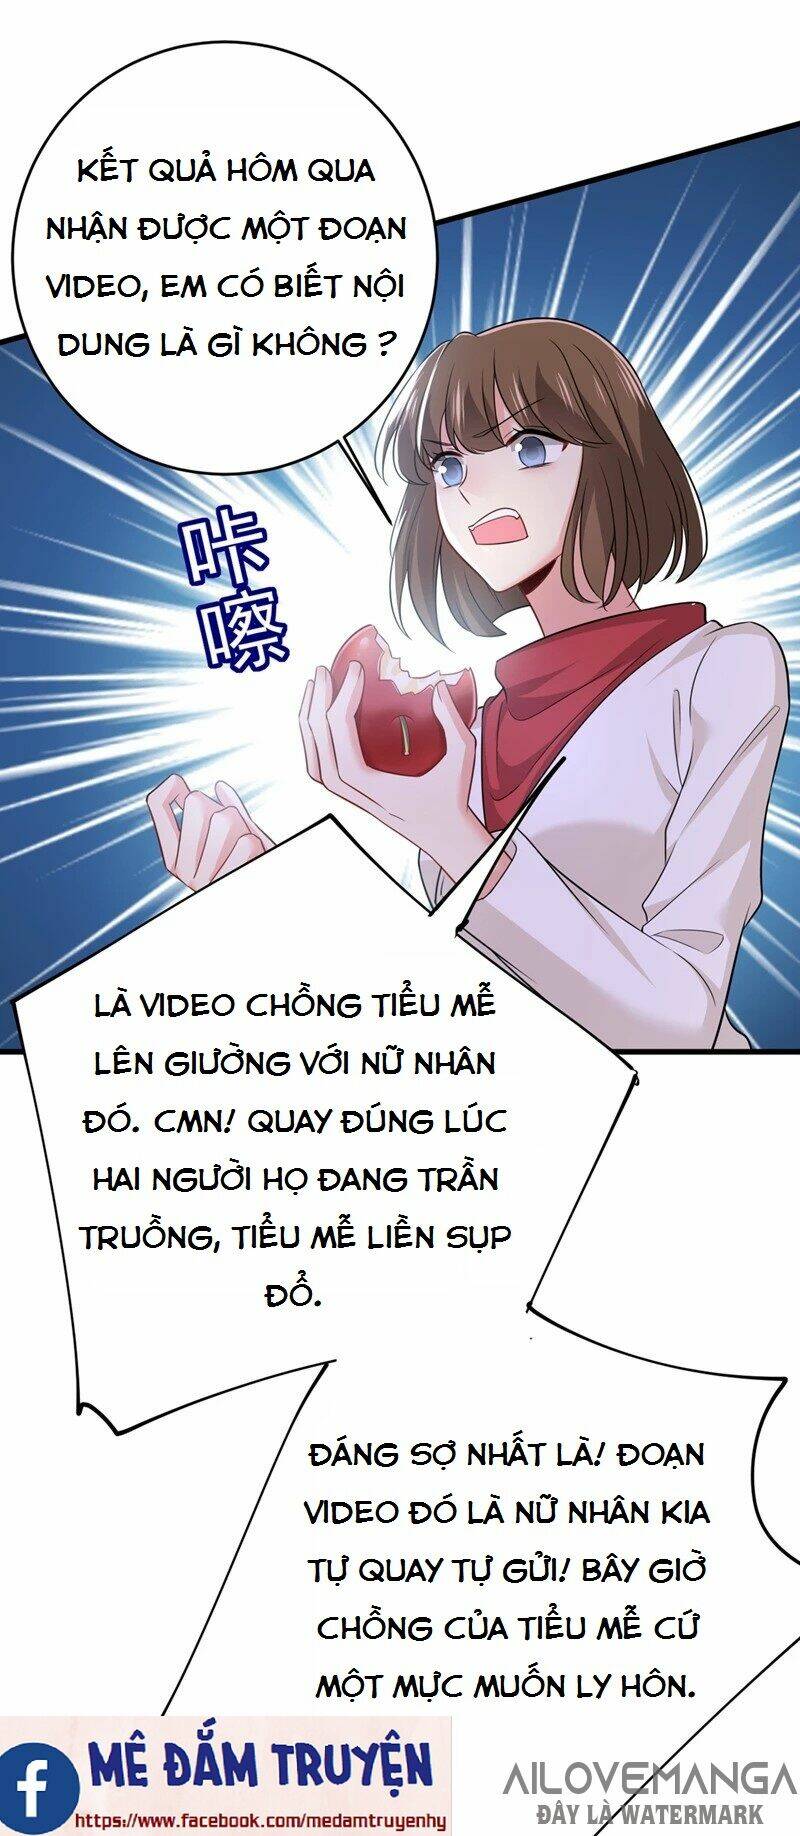 KẾT QUẢ HÔM QUA
NHẬN ĐƯỢC MỘT ĐOẠN
VIDEO, EM CÓ BIẾT NỘI
DUNG LÀ GÌ KHÔNG ?
咔
嚓
LÀ VIDEO CHỒNG TIỂU MỄ
LÊN GIƯỜNG VỚI NỮ NHÂN
ĐÓ. CMN! QUAY ĐÚNG LÚC
HAI NGƯỜI HỌ ĐANG TRẦN
TRUỒNG, TIỂU MỄ LIỀN SỤP
ĐỔ.
ĐÁNG SỢ NHẤT LÀ! ĐOẠN
VIDEO ĐÓ LÀ NỮ NHÂN KIA
TỰ QUAY TỰ GỬI! BÂY GIỜ
CHỒNG CỦA TIỂU MỄ CỨ
MỘT MỰC MUỐN LY HÔN.
f MÊ ĐẮM TRUYỆN
https://www.facebook.com/medamtruyenhy
AILOVEMANGA
ĐÂY LÀ WATERMARK